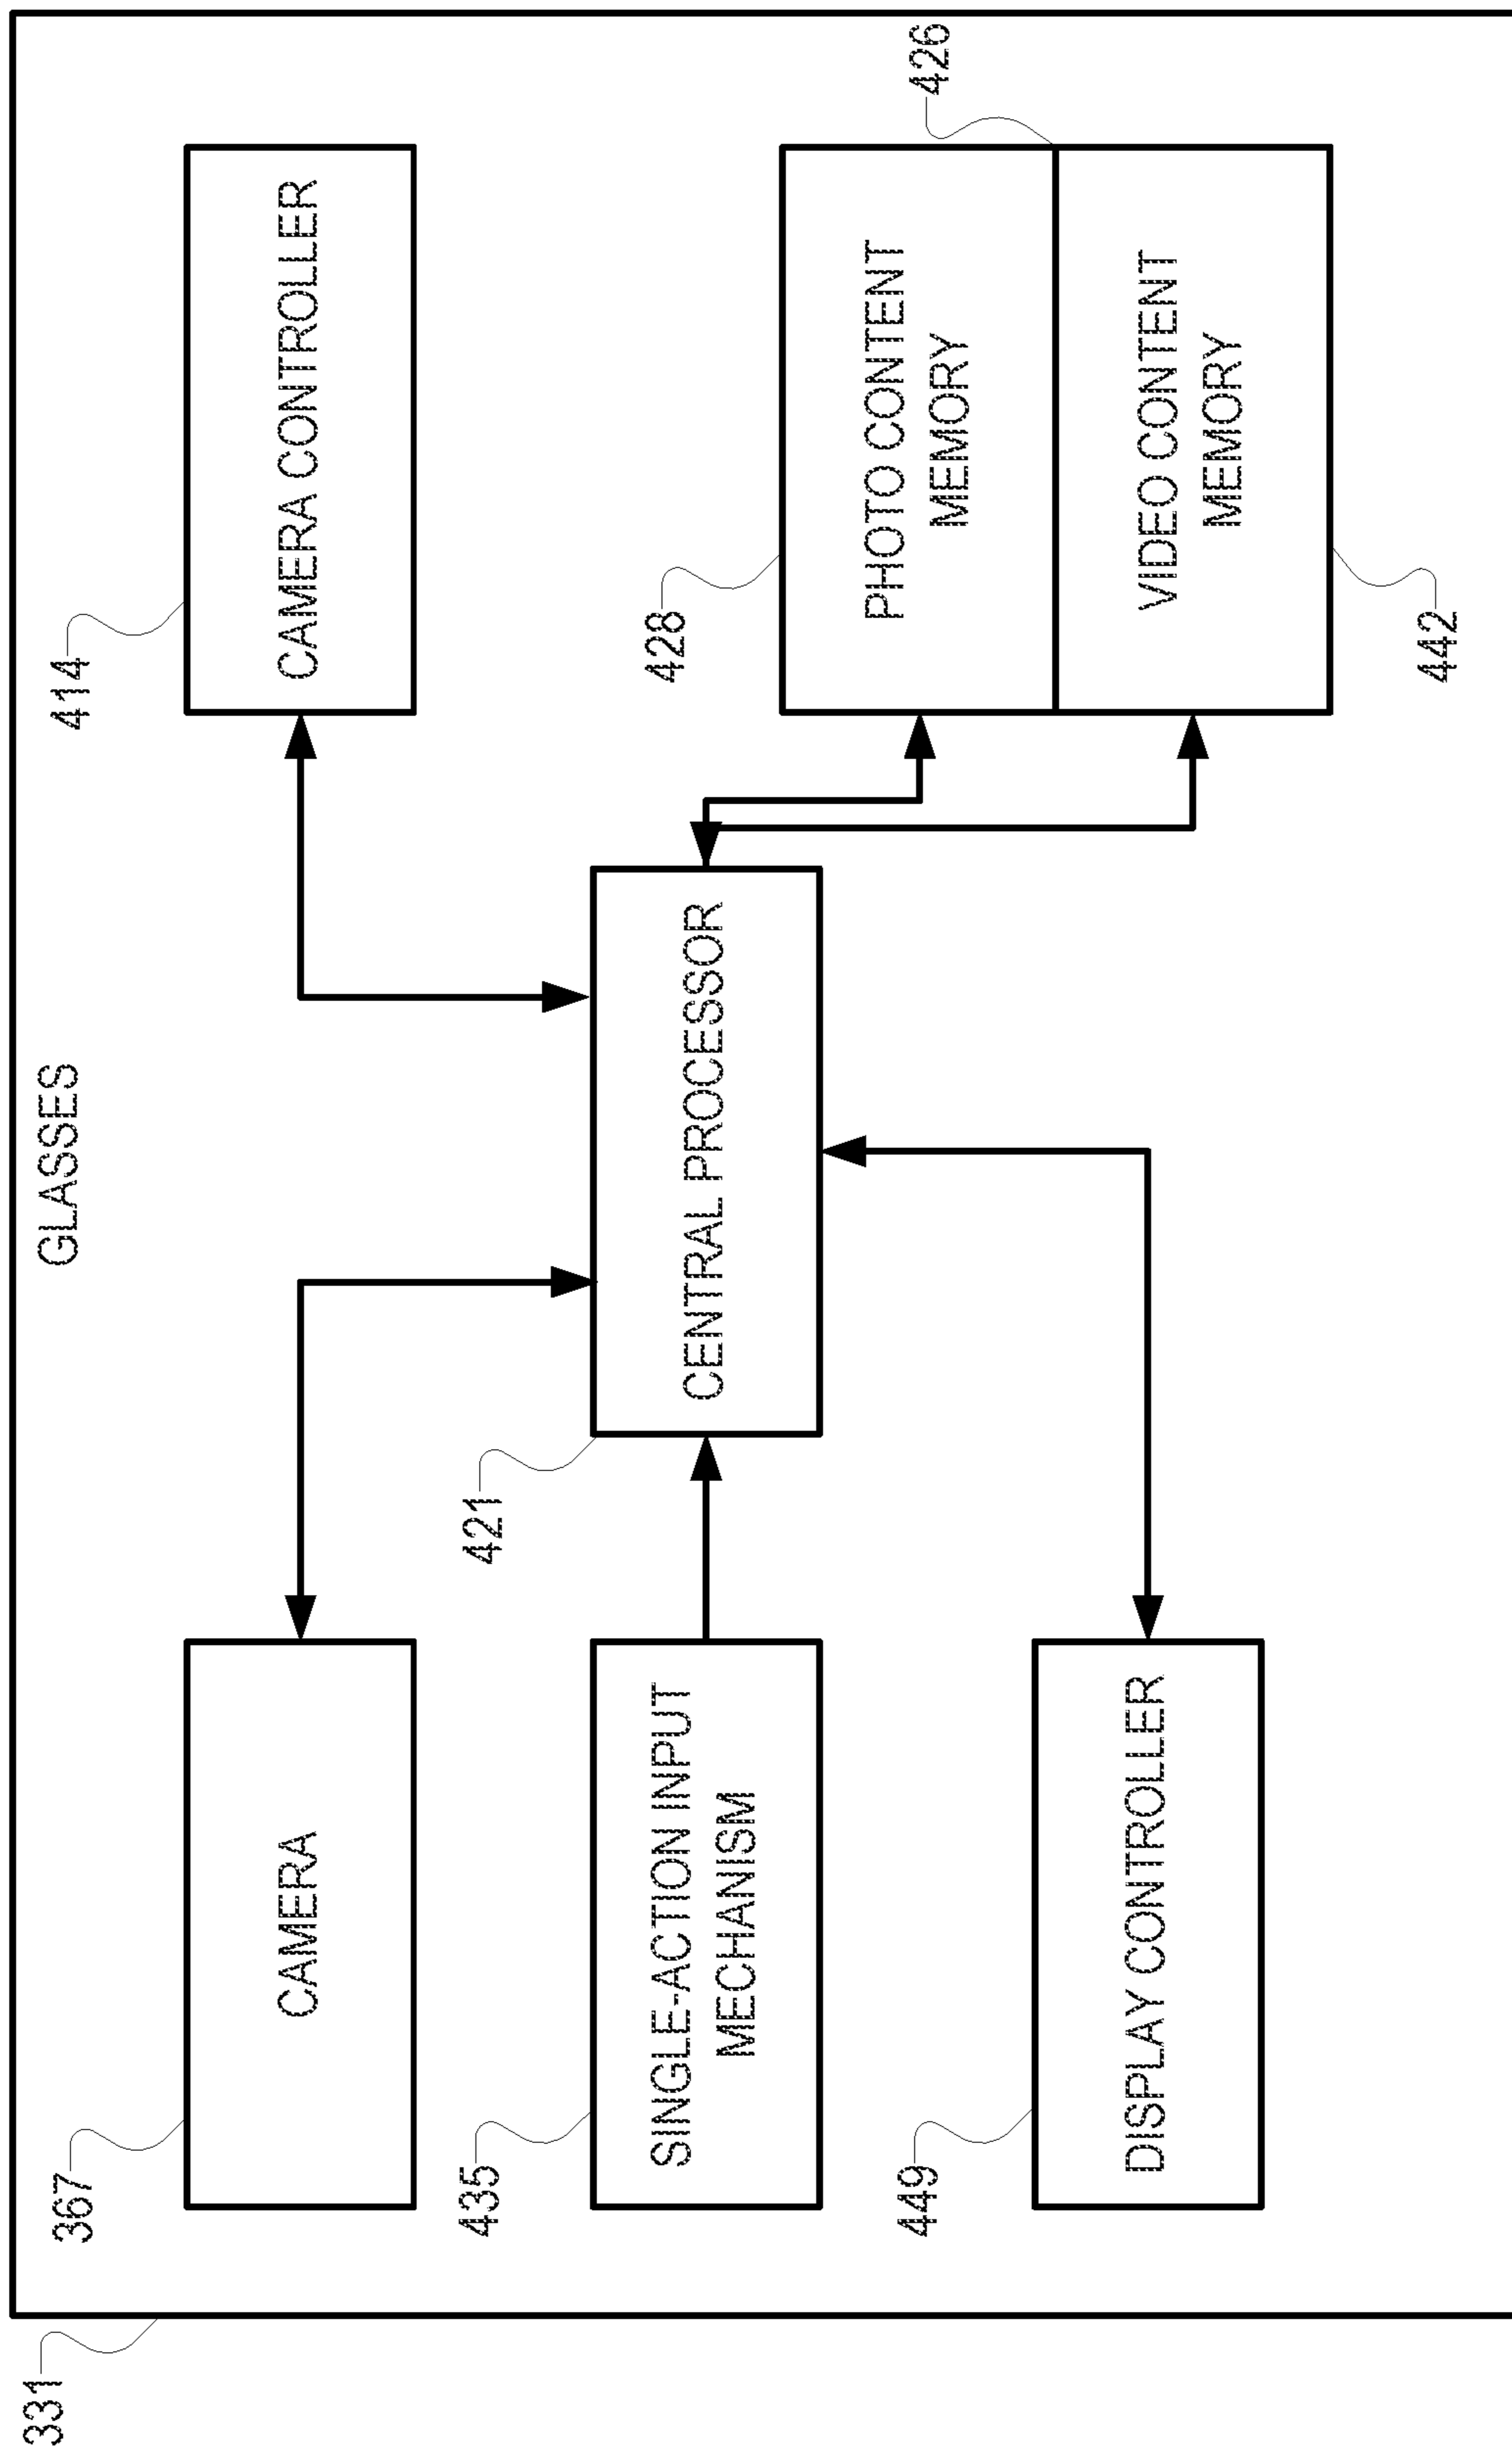 GLASSES
331
367
CAMERA
414
CAMERA CONTROLLER
421
CENTRAL PROCESSOR
435
SINGLE-ACTION INPUT
MECHANISM
428
PHOTO CONTENT
MEMORY
426
VIDEO CONTENT
MEMORY
442
449
DISPLAY CONTROLLER